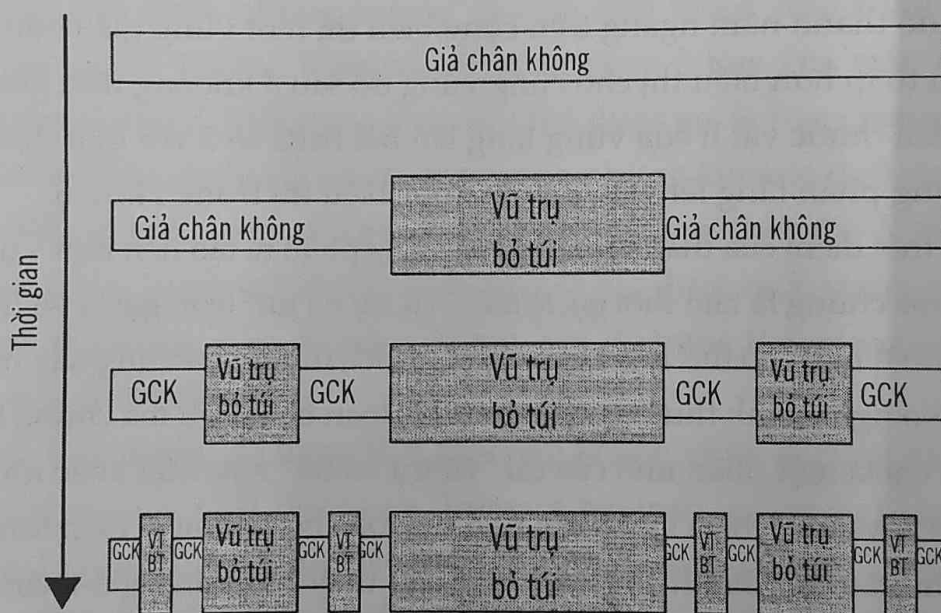 Thời gian
Giả chân không
Giả chân không
Vũ trụ
bỏ túi
Giả chân không
GCK
Vũ trụ
bỏ túi
GCK
Vũ trụ
bỏ túi
GCK
Vũ trụ
bỏ túi
GCK
GCK
VT
BT
GCK
Vũ trụ
bỏ túi
GCK
VT
BT
GCK
Vũ trụ
bỏ túi
GCK
VT
BT
GCK
Vũ trụ
bỏ túi
GCK
VT
BT
GCK